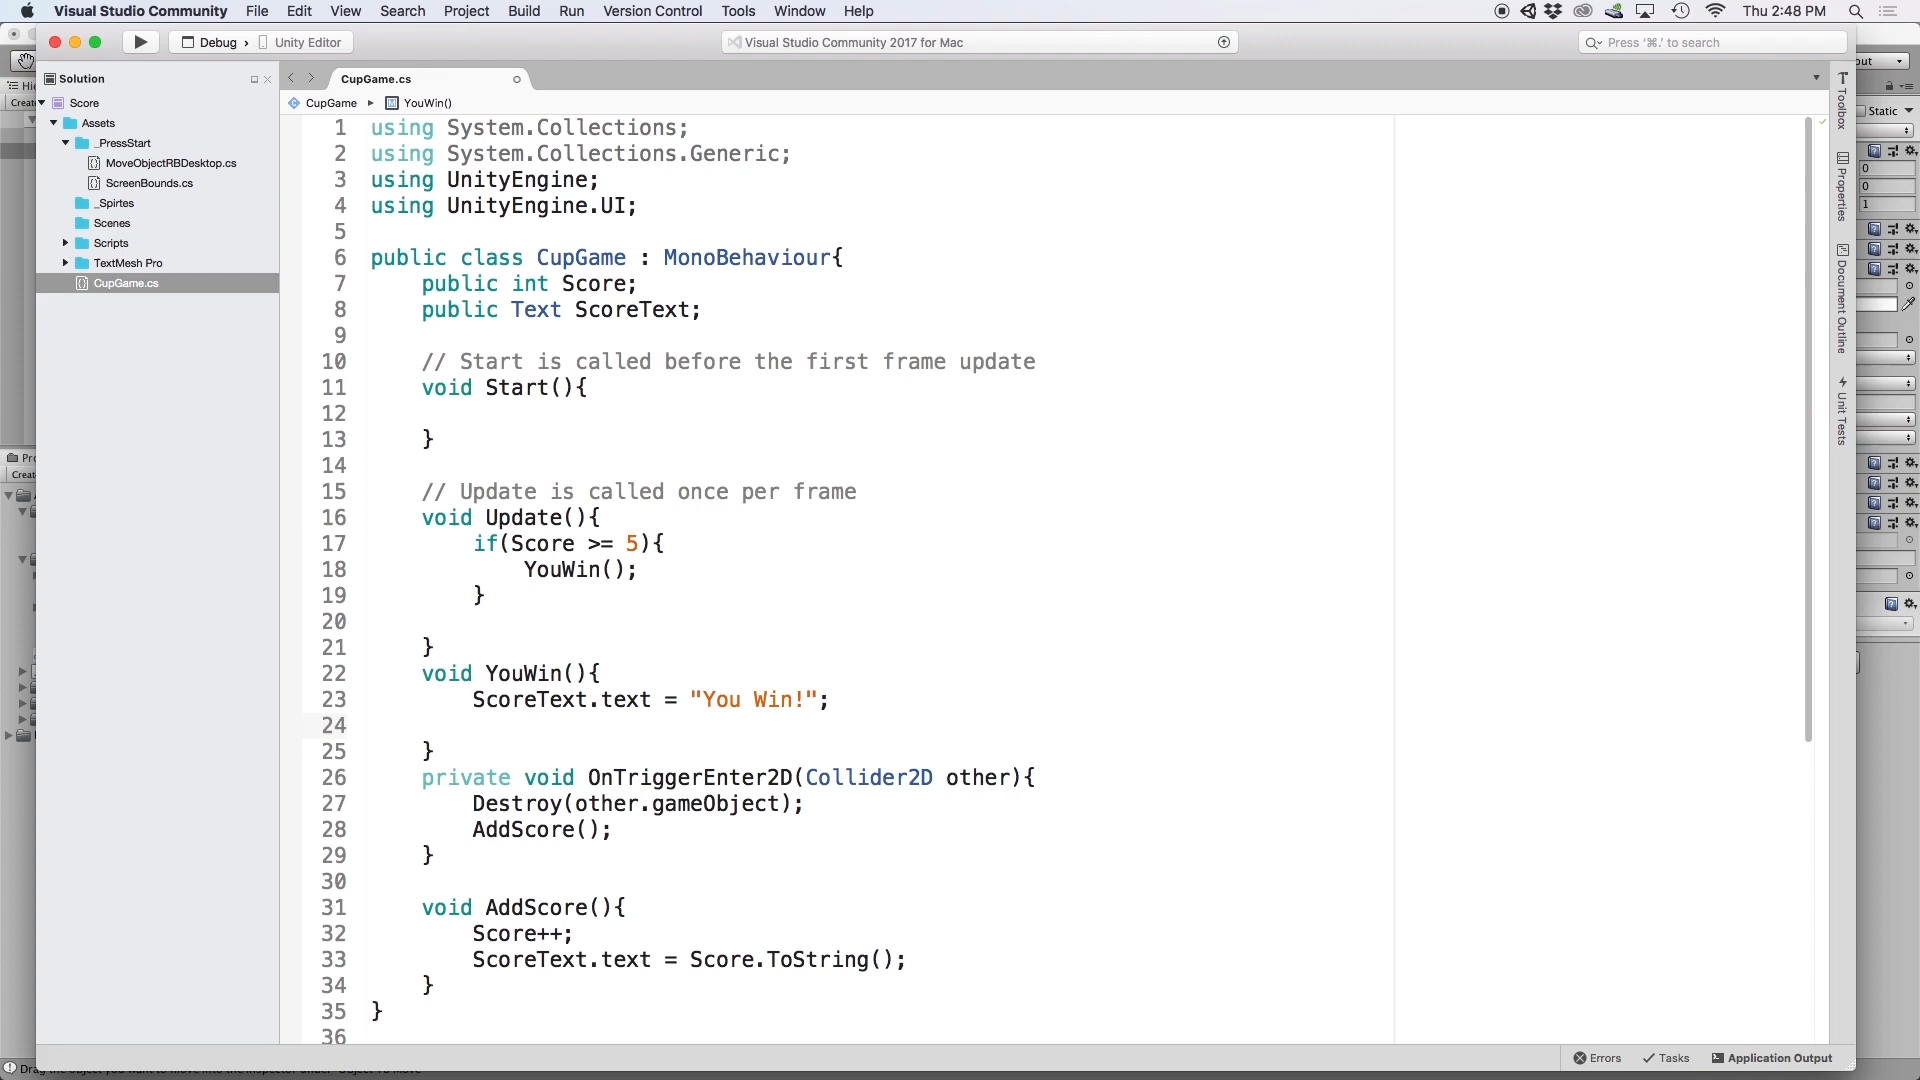 Visual Studio Community File Edit View Search Project Build Run Version Control Tools Window Help Thu 2:48 PM
Debug › Unity Editor Visual Studio Community 2017 for Mac Press ‘⌘.’ to search
Solution
Score
Assets
_PressStart
MoveObjectRBDesktop.cs
ScreenBounds.cs
_Spirtes
Scenes
Scripts
TextMesh Pro
CupGame.cs
CupGame.cs
CupGame ▸ YouWin()
1 using System.Collections;
2 using System.Collections.Generic;
3 using UnityEngine;
4 using UnityEngine.UI;
5
6 public class CupGame : MonoBehaviour{
7 public int Score;
8 public Text ScoreText;
9
10 // Start is called before the first frame update
11 void Start(){
12
13 }
14
15 // Update is called once per frame
16 void Update(){
17 if(Score >= 5){
18 YouWin();
19 }
20
21 }
22 void YouWin(){
23 ScoreText.text = "You Win!";
24
25 }
26 private void OnTriggerEnter2D(Collider2D other){
27 Destroy(other.gameObject);
28 AddScore();
29 }
30
31 void AddScore(){
32 Score++;
33 ScoreText.text = Score.ToString();
34 }
35 }
36
Toolbox
Properties
Document Outline
Unit Tests
Static
0
0
1
Errors Tasks Application Output